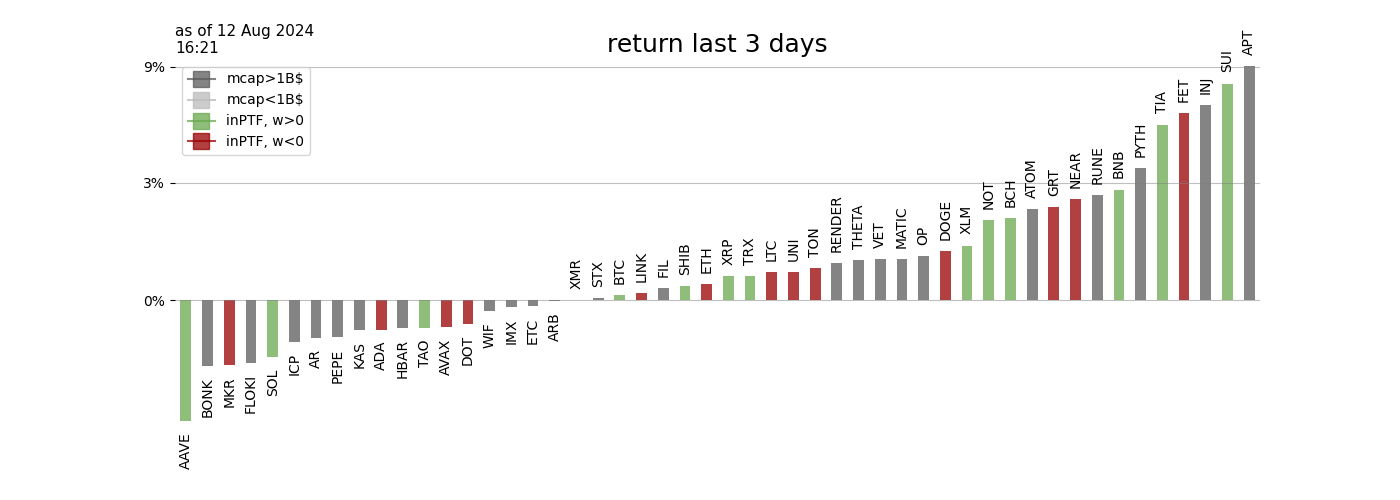 as of 12 Aug 2024
16:21
return last 3 days
9%
3%
0%
mcap>1B$
mcap<1B$
inPTF, w>0
inPTF, w<0
AAVE
BONK
MKR
FLOKI
SOL
ICP
AR
PEPE
KAS
ADA
HBAR
TAO
AVAX
DOT
WIF
IMX
ETC
ARB
XMR
STX
BTC
LINK
FIL
SHIB
ETH
XRP
TRX
LTC
UNI
TON
RENDER
THETA
VET
MATIC
OP
DOGE
XLM
NOT
BCH
ATOM
GRT
NEAR
RUNE
BNB
PYTH
TIA
FET
INJ
SUI
APT